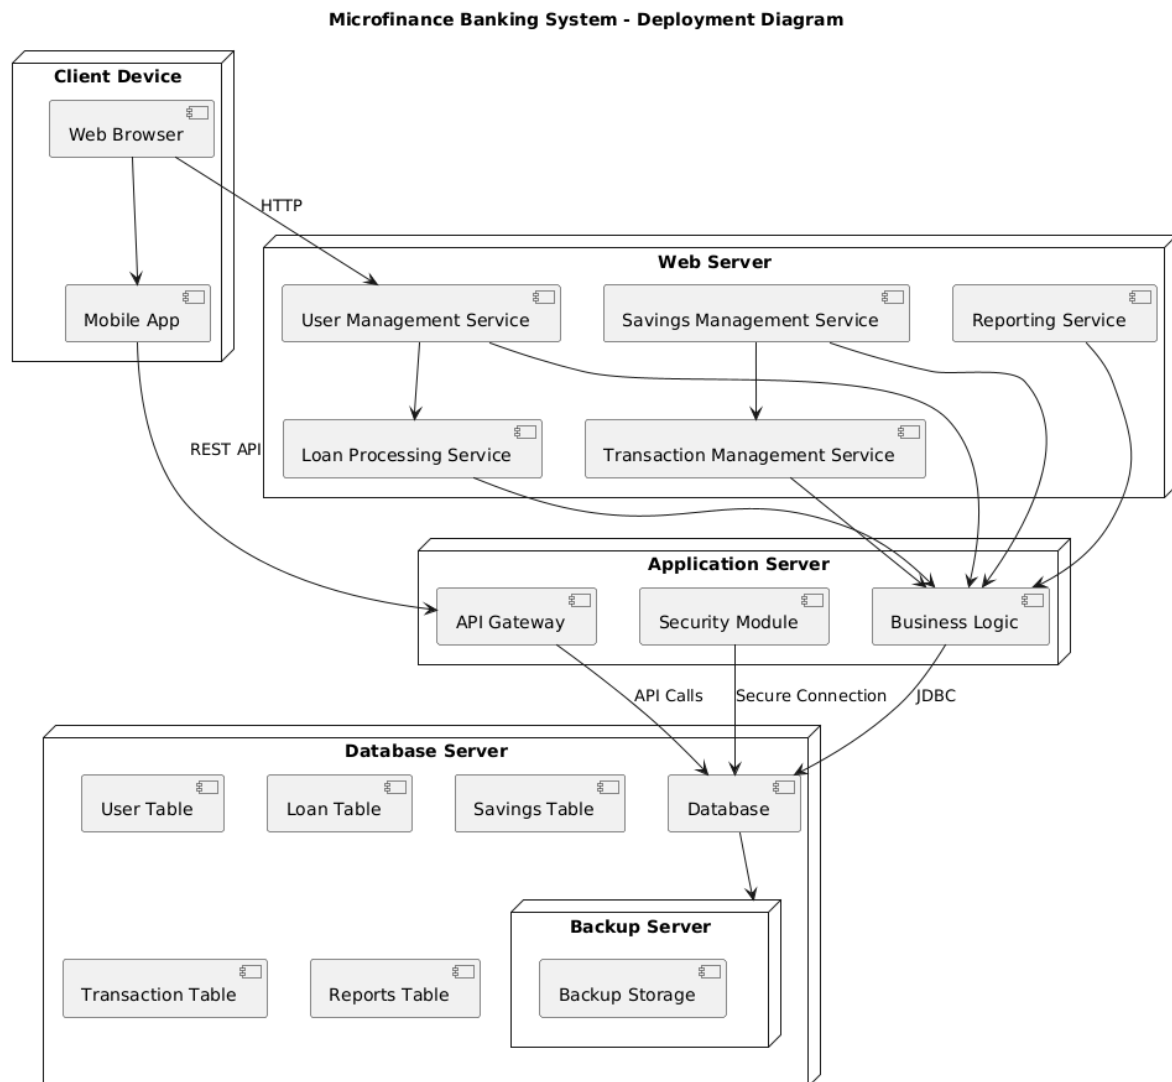 Microfinance Banking System - Deployment Diagram
Client Device
Web Browser
HTTP
Mobile App
Web Server
User Management Service
Savings Management Service
Reporting Service
REST API
Loan Processing Service
Transaction Management Service
Application Server
API Gateway
Security Module
Business Logic
API Calls
Secure Connection
JDBC
Database Server
User Table
Loan Table
Savings Table
Database
Backup Server
Transaction Table
Reports Table
Backup Storage